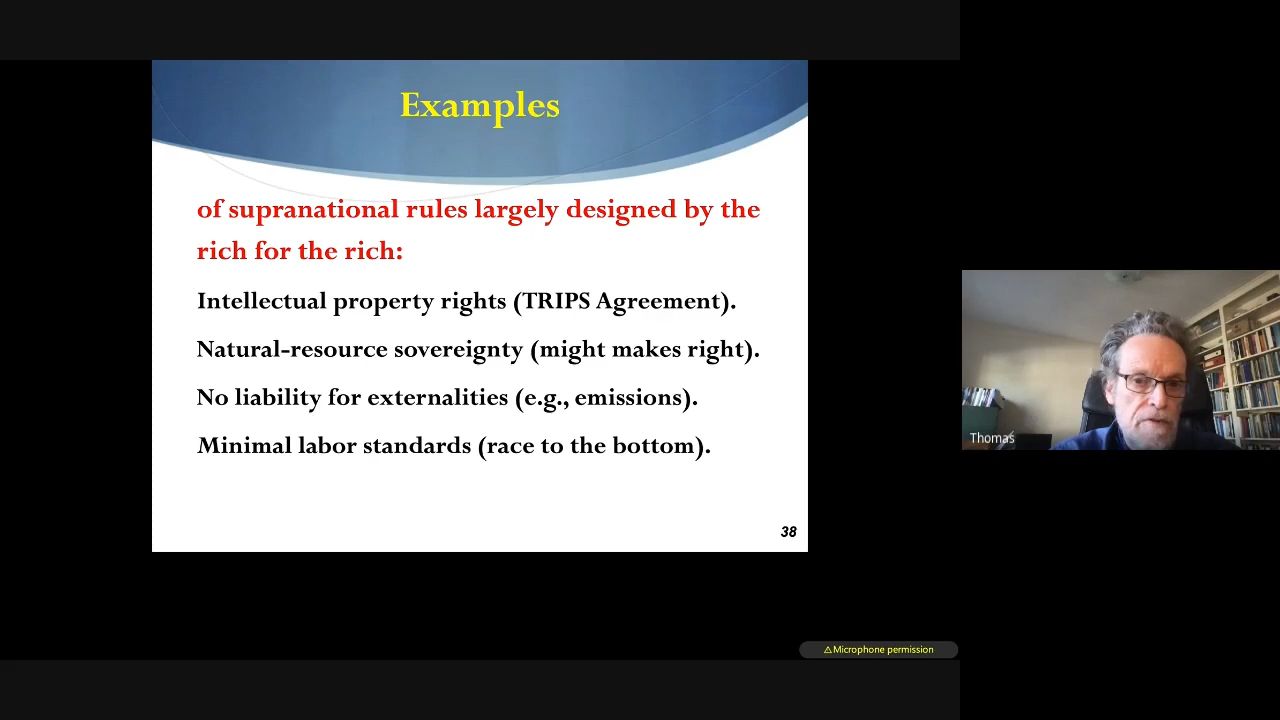 Examples
of supranational rules largely designed by the
rich for the rich:
Intellectual property rights (TRIPS Agreement).
Natural-resource sovereignty (might makes right).
No liability for externalities (e.g., emissions).
Minimal labor standards (race to the bottom).
38
Thomas
⚠Microphone permission